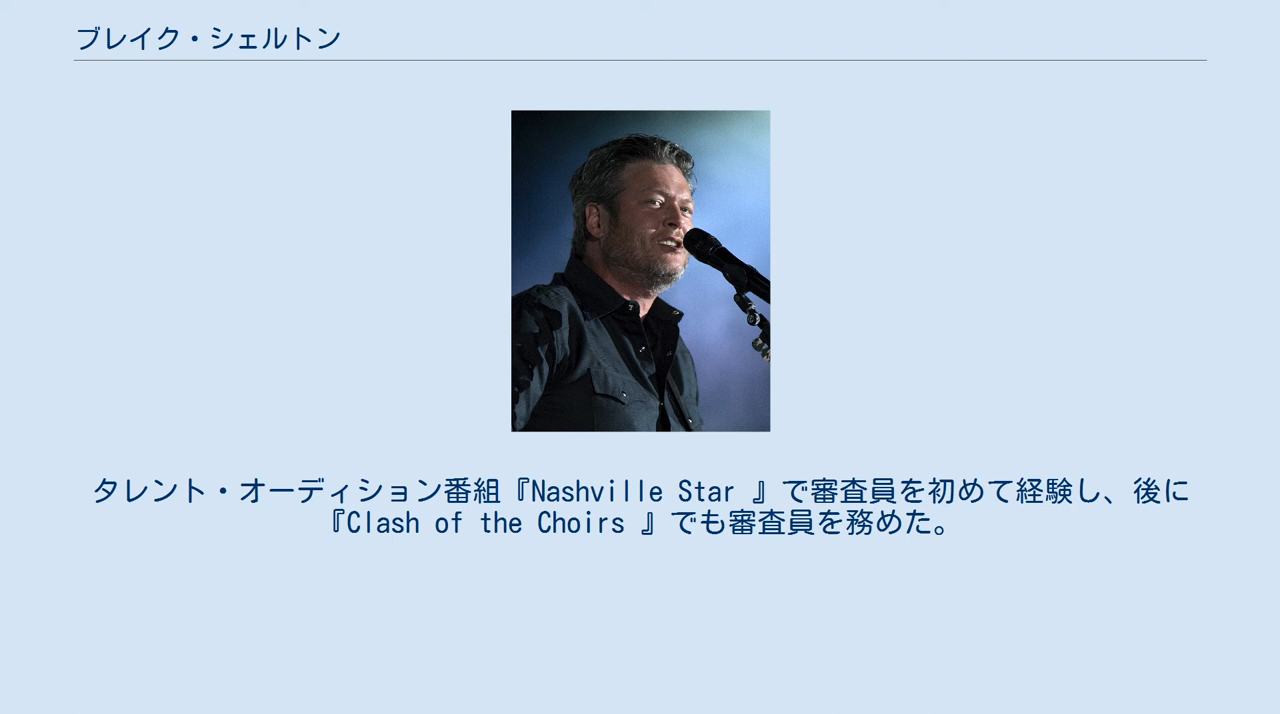 ブレイク・シェルトン
タレント・オーディション番組『Nashville Star 』で審査員を初めて経験し、後に
『Clash of the Choirs 』でも審査員を務めた。